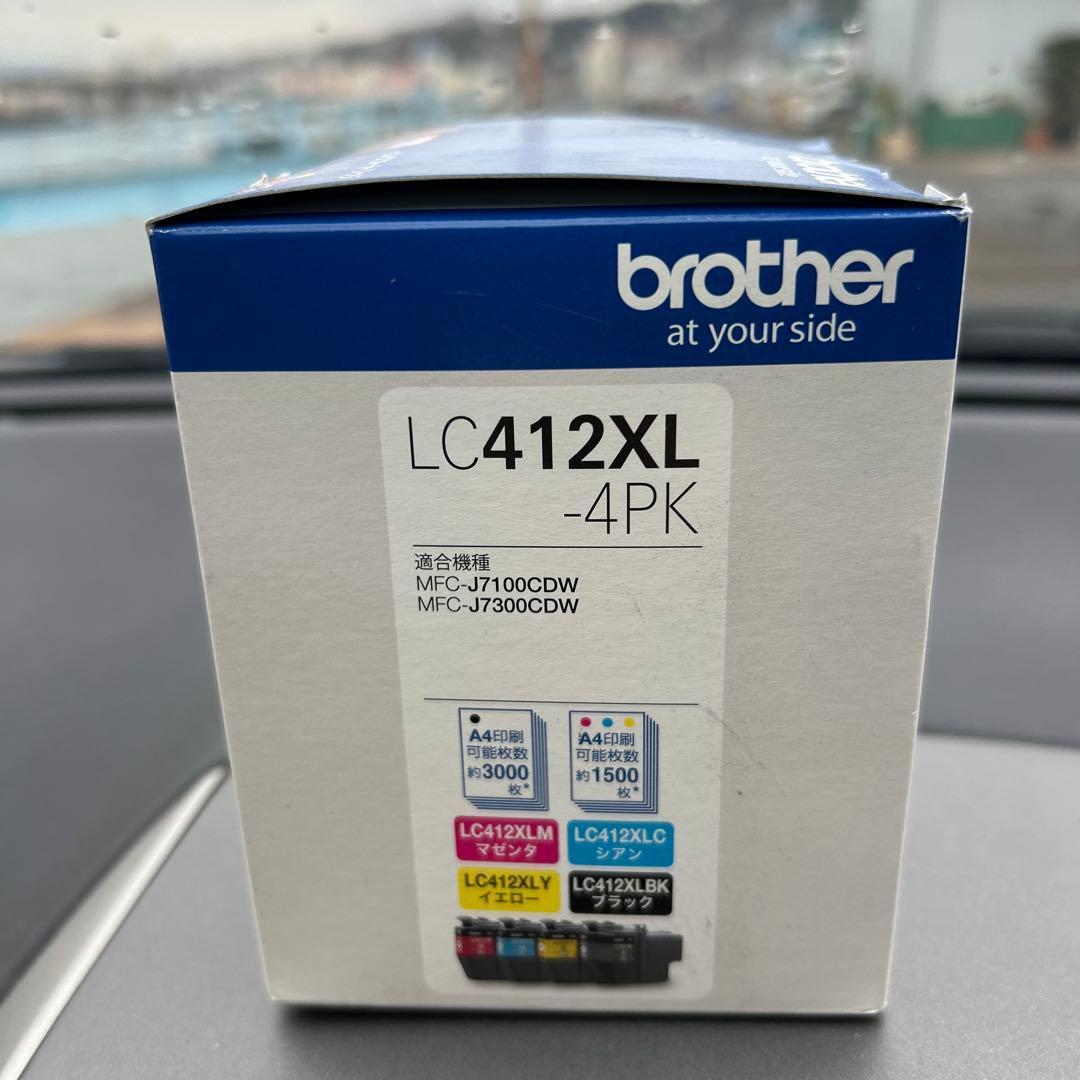 brother
at your side
LC412XL
-4PK
適合機種
MFC-J7100CDW
MFC-J7300CDW
A4印刷
可能枚数
約3000
枚*
A4印刷
可能枚数
約1500
枚*
LC412XLM
マゼンタ
LC412XLC
シアン
LC412XLY
イエロー
LC412XLBK
ブラック